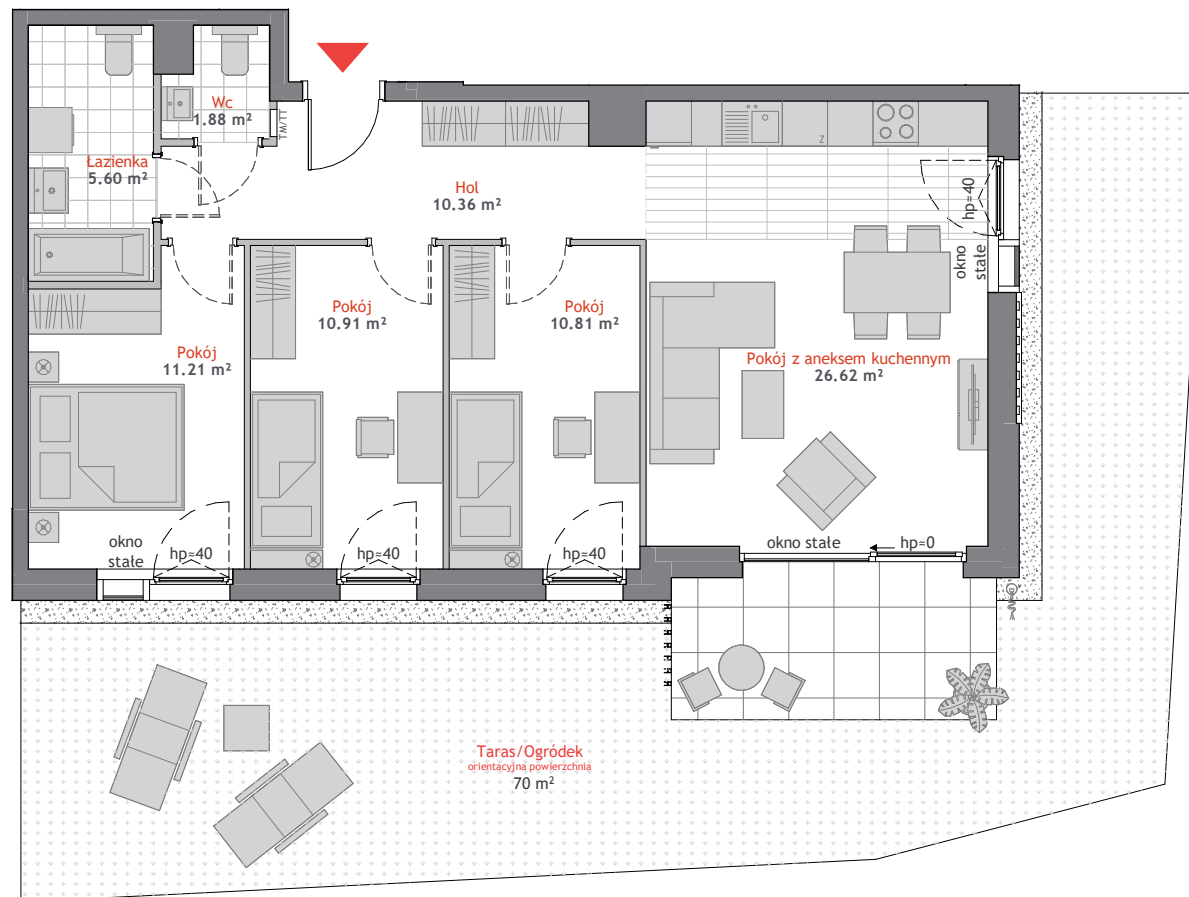 Wc
1.88 m²
TM/TT
Łazienka
5.60 m²
Hol
10.36 m²
Z
hp≈40
okno
stałe
Pokój
10.91 m²
Pokój
10.81 m²
Pokój
11.21 m²
Pokój z aneksem kuchennym
26.62 m²
okno
stałe
hp≈40
hp≈40
hp≈40
okno stałe
hp≈0
Taras/Ogródek
orientacyjna powierzchnia
70 m²